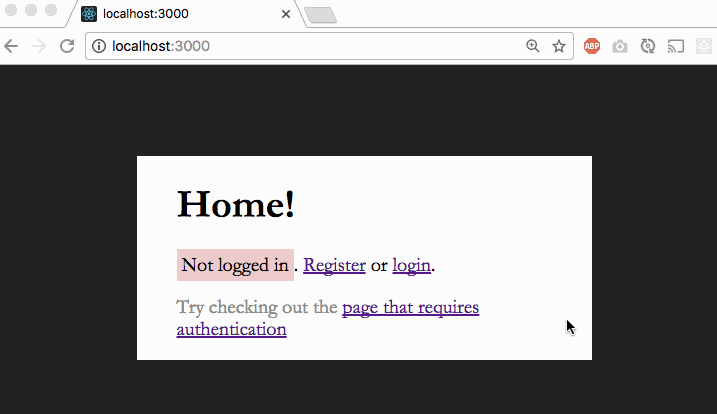 localhost:3000
localhost:3000
ABP
Home!
Not logged in . Register or login.
Try checking out the page that requires
authentication